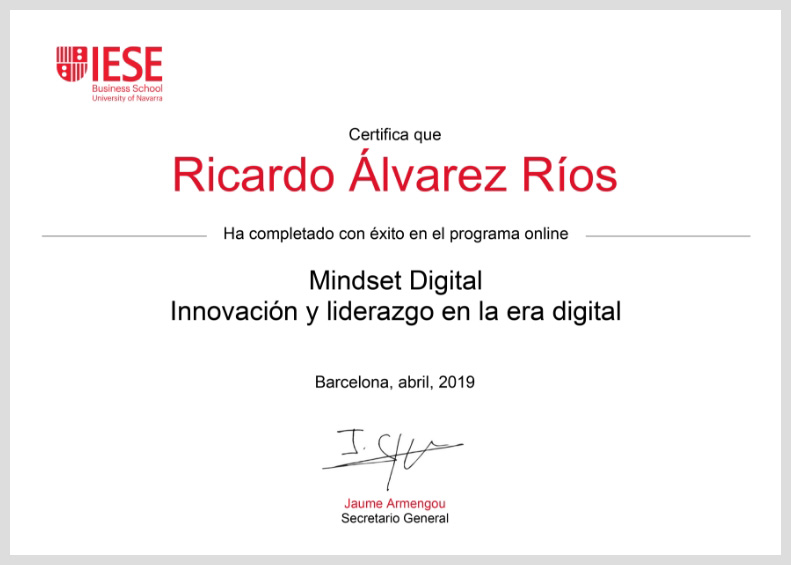 IESE
Business School
University of Navarra
Certifica que
Ricardo Álvarez Ríos
Ha completado con éxito en el programa online
Mindset Digital
Innovación y liderazgo en la era digital
Barcelona, abril, 2019
Jaume Armengou
Secretario General